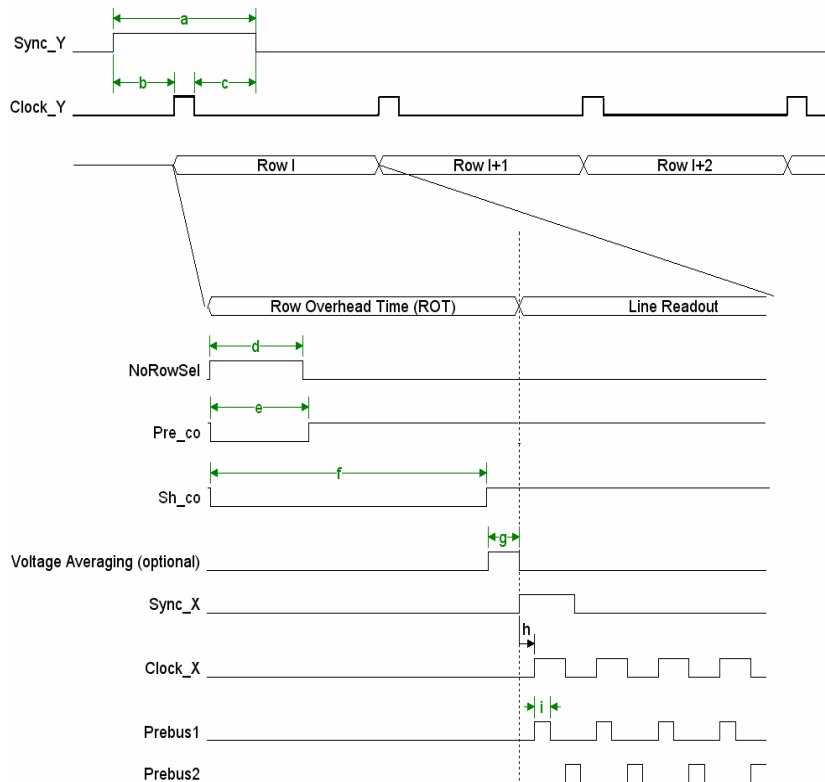 a
Sync_Y
b
c
Clock_Y
Row I
Row I+1
Row I+2
Row Overhead Time (ROT)
Line Readout
d
NoRowSel
e
Pre_co
f
Sh_co
g
Voltage Averaging (optional)
Sync_X
h
Clock_X
i
Prebus1
Prebus2